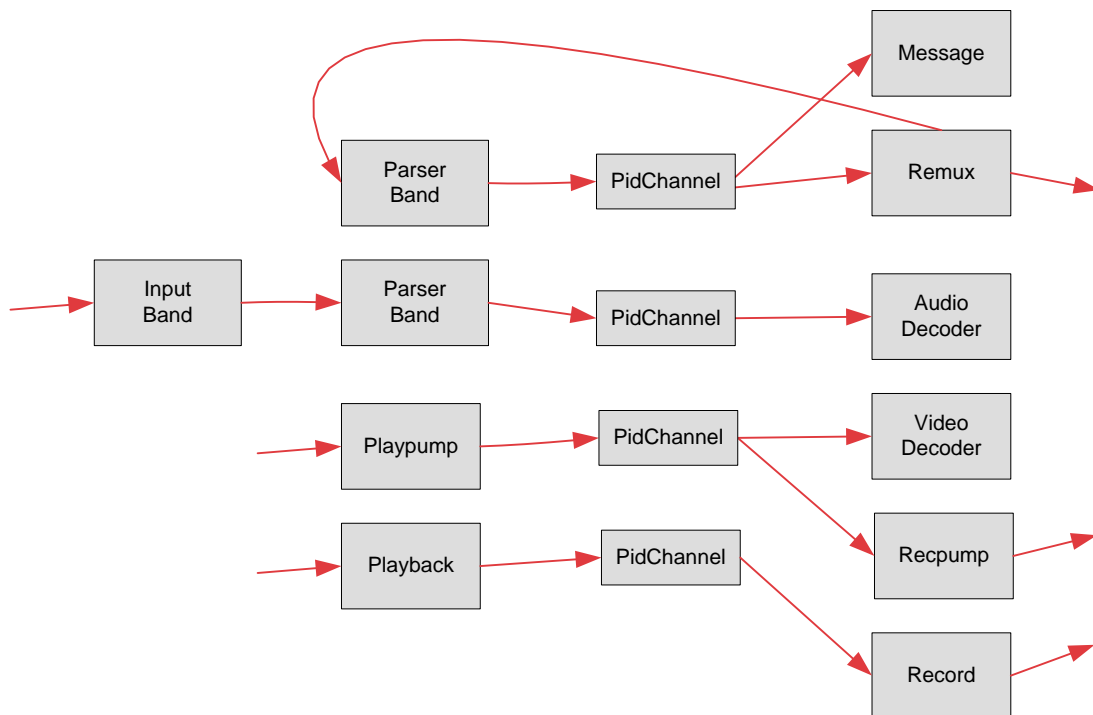 Message
Parser
Band
PidChannel
Remux
Input
Band
Parser
Band
PidChannel
Audio
Decoder
Playpump
PidChannel
Video
Decoder
Playback
PidChannel
Recpump
Record